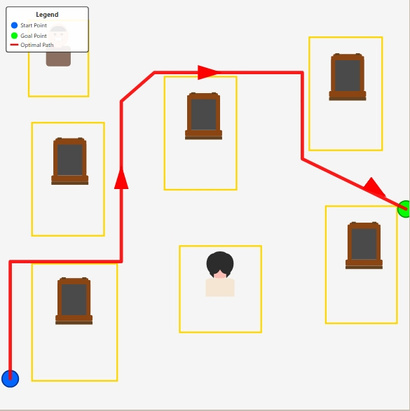 Legend
Start Point
Goal Point
Optimal Path